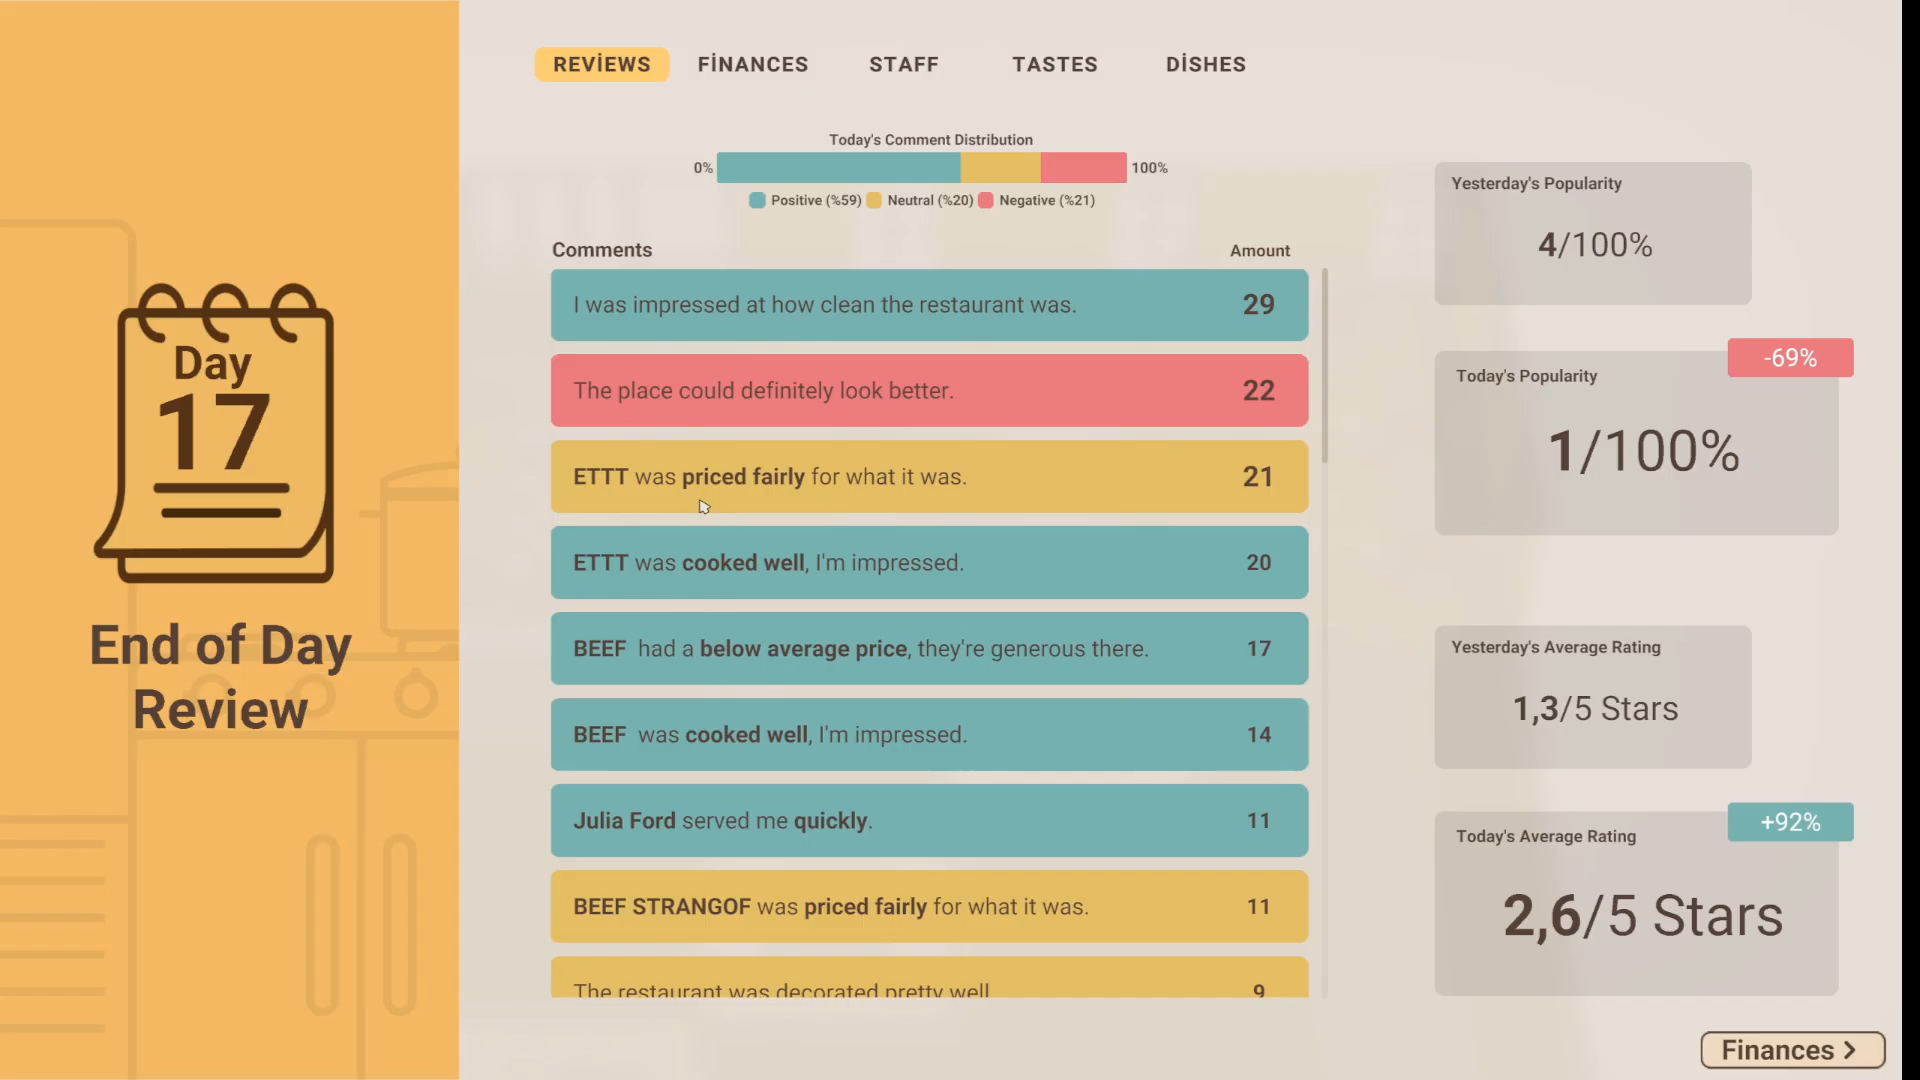 REVİEWS
FİNANCES
STAFF
TASTES
DİSHES
Today's Comment Distribution
0%
100%
Positive (%59)
Neutral (%20)
Negative (%21)
Comments
Amount
I was impressed at how clean the restaurant was.
29
The place could definitely look better.
22
ETTT was priced fairly for what it was.
21
ETTT was cooked well, I'm impressed.
20
BEEF had a below average price, they're generous there.
17
BEEF was cooked well, I'm impressed.
14
Julia Ford served me quickly.
11
BEEF STRANGOF was priced fairly for what it was.
11
The restaurant was decorated pretty well
9
Day
17
End of Day
Review
Yesterday's Popularity
4/100%
-69%
Today's Popularity
1/100%
Yesterday's Average Rating
1,3/5 Stars
+92%
Today's Average Rating
2,6/5 Stars
Finances >